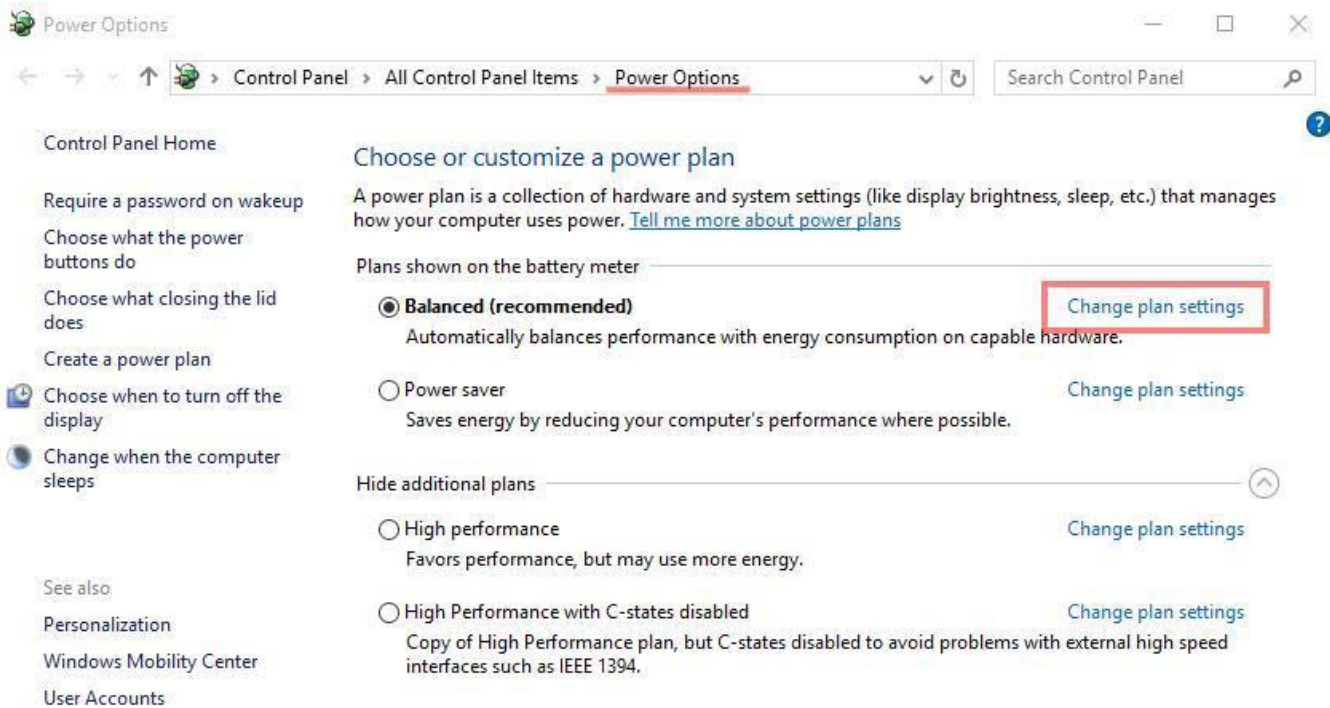 Power Options
Control Panel > All Control Panel Items > Power Options
Search Control Panel
?
Control Panel Home
Require a password on wakeup
Choose what the power
buttons do
Choose what closing the lid
does
Create a power plan
Choose when to turn off the
display
Change when the computer
sleeps
See also
Personalization
Windows Mobility Center
User Accounts
Choose or customize a power plan
A power plan is a collection of hardware and system settings (like display brightness, sleep, etc.) that manages
how your computer uses power. Tell me more about power plans
Plans shown on the battery meter
Balanced (recommended)
Change plan settings
Automatically balances performance with energy consumption on capable hardware.
Power saver
Change plan settings
Saves energy by reducing your computer's performance where possible.
Hide additional plans
High performance
Change plan settings
Favors performance, but may use more energy.
High Performance with C-states disabled
Change plan settings
Copy of High Performance plan, but C-states disabled to avoid problems with external high speed
interfaces such as IEEE 1394.